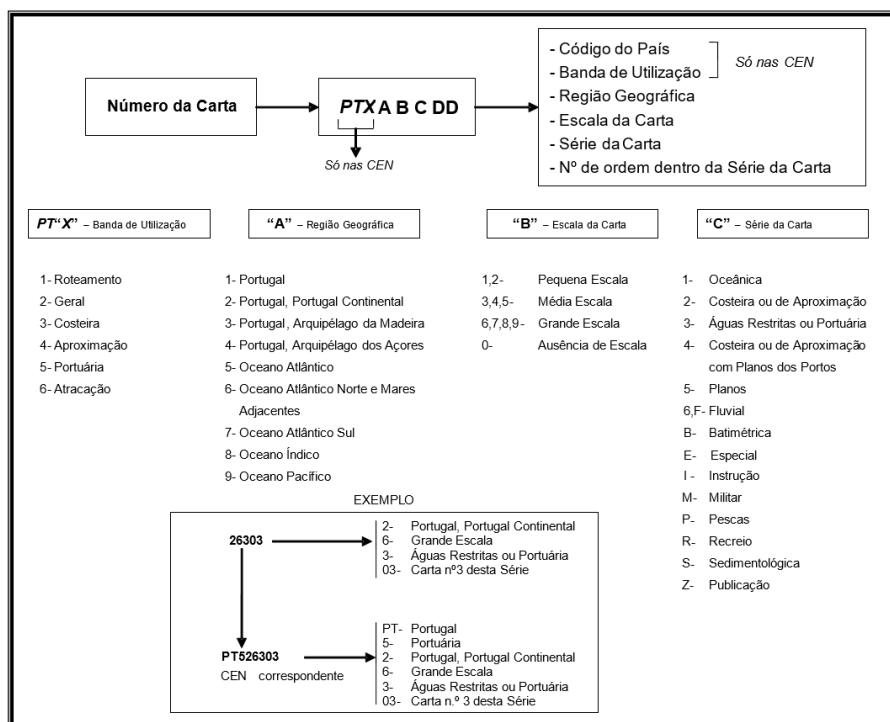 Número da Carta
PTX A B C DD
Só nas CEN
- Código do País
- Banda de Utilização
Só nas CEN
- Região Geográfica
- Escala da Carta
- Série da Carta
- Nº de ordem dentro da Série da Carta
PT"X" – Banda de Utilização
1- Roteamento
2- Geral
3- Costeira
4- Aproximação
5- Portuária
6- Atracação
"A" – Região Geográfica
1- Portugal
2- Portugal, Portugal Continental
3- Portugal, Arquipélago da Madeira
4- Portugal, Arquipélago dos Açores
5- Oceano Atlântico
6- Oceano Atlântico Norte e Mares
Adjacentes
7- Oceano Atlântico Sul
8- Oceano Índico
9- Oceano Pacífico
"B" – Escala da Carta
1,2- Pequena Escala
3,4,5- Média Escala
6,7,8,9- Grande Escala
0- Ausência de Escala
"C" – Série da Carta
1- Oceânica
2- Costeira ou de Aproximação
3- Águas Restritas ou Portuária
4- Costeira ou de Aproximação
com Planos dos Portos
5- Planos
6,F- Fluvial
B- Batimétrica
E- Especial
I - Instrução
M- Militar
P- Pescas
R- Recreio
S- Sedimentológica
Z- Publicação
EXEMPLO
26303
2- Portugal, Portugal Continental
6- Grande Escala
3- Águas Restritas ou Portuária
03- Carta nº3 desta Série
PT526303
CEN correspondente
PT- Portugal
5- Portuária
2- Portugal, Portugal Continental
6- Grande Escala
3- Águas Restritas ou Portuária
03- Carta n.º 3 desta Série